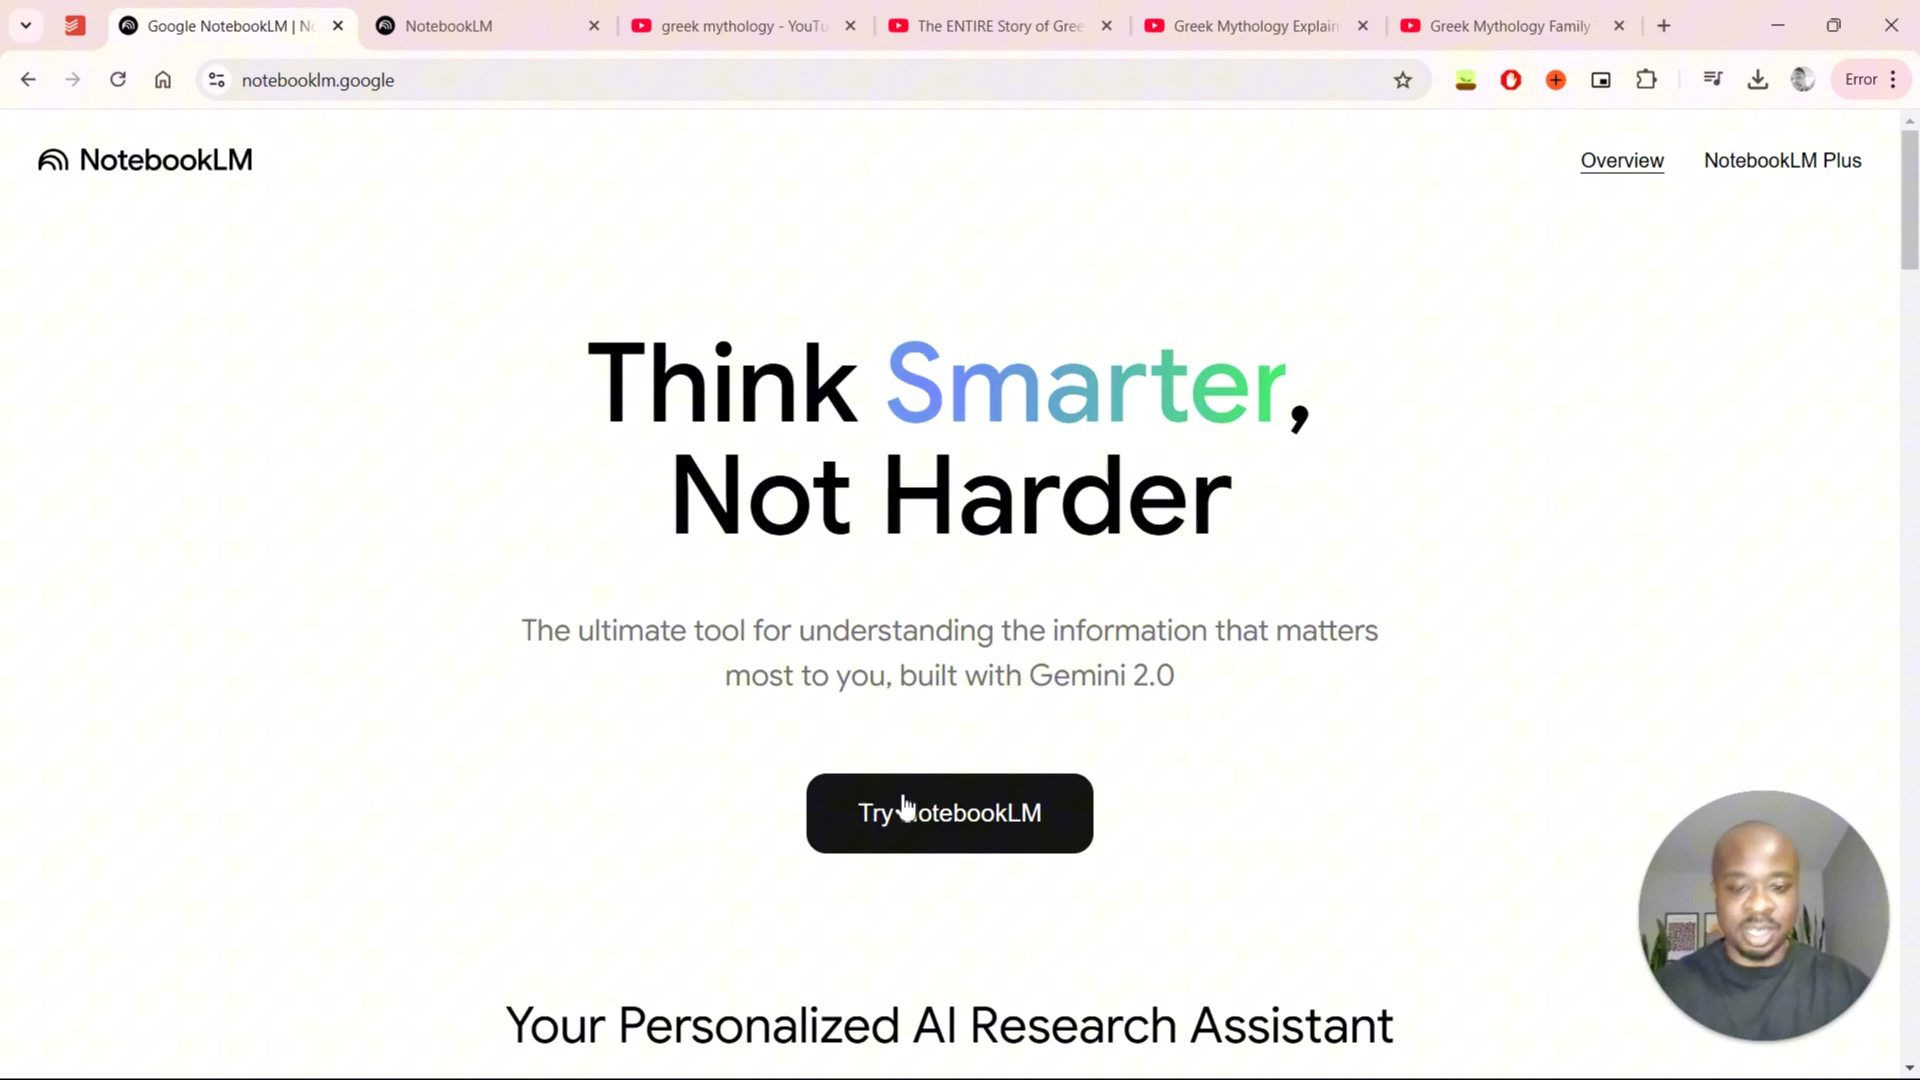 Google NotebookLM | No
NotebookLM
greek mythology - YouTu
The ENTIRE Story of Gree
Greek Mythology Explain
Greek Mythology Family
notebooklm.google
Error
NotebookLM
Overview
NotebookLM Plus
Think Smarter,
Not Harder
The ultimate tool for understanding the information that matters
most to you, built with Gemini 2.0
Try NotebookLM
Your Personalized AI Research Assistant